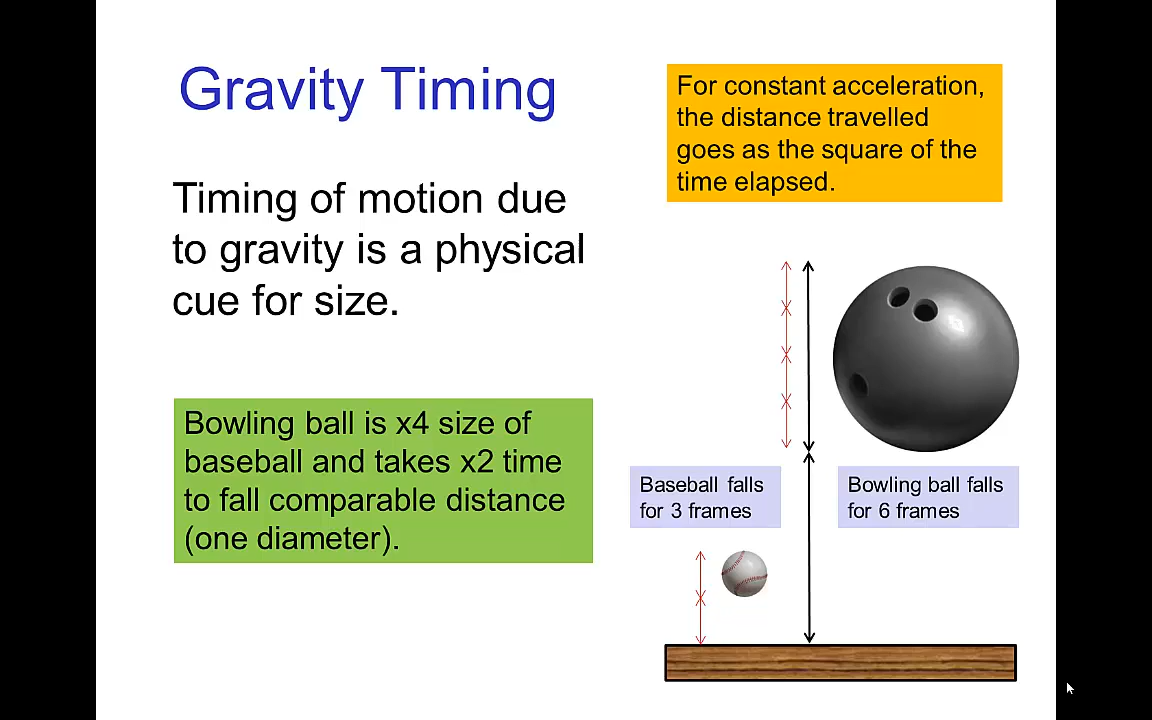 Gravity Timing
For constant acceleration,
the distance travelled
goes as the square of the
time elapsed.
Timing of motion due
to gravity is a physical
cue for size.
Bowling ball is x4 size of
baseball and takes x2 time
to fall comparable distance
(one diameter).
Baseball falls
for 3 frames
Bowling ball falls
for 6 frames